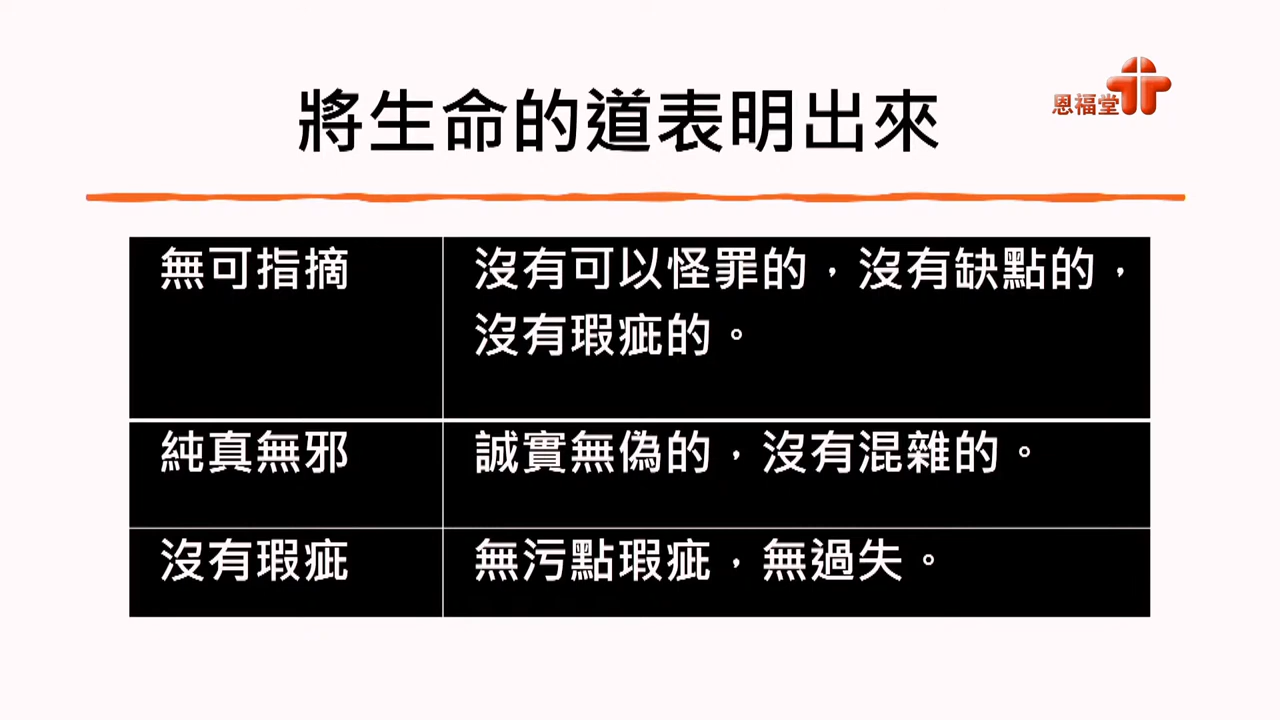 將生命的道表明出來
恩福堂
無可指摘
沒有可以怪罪的，沒有缺點的，
沒有瑕疵的。
純真無邪
誠實無偽的，沒有混雜的。
沒有瑕疵
無污點瑕疵，無過失。